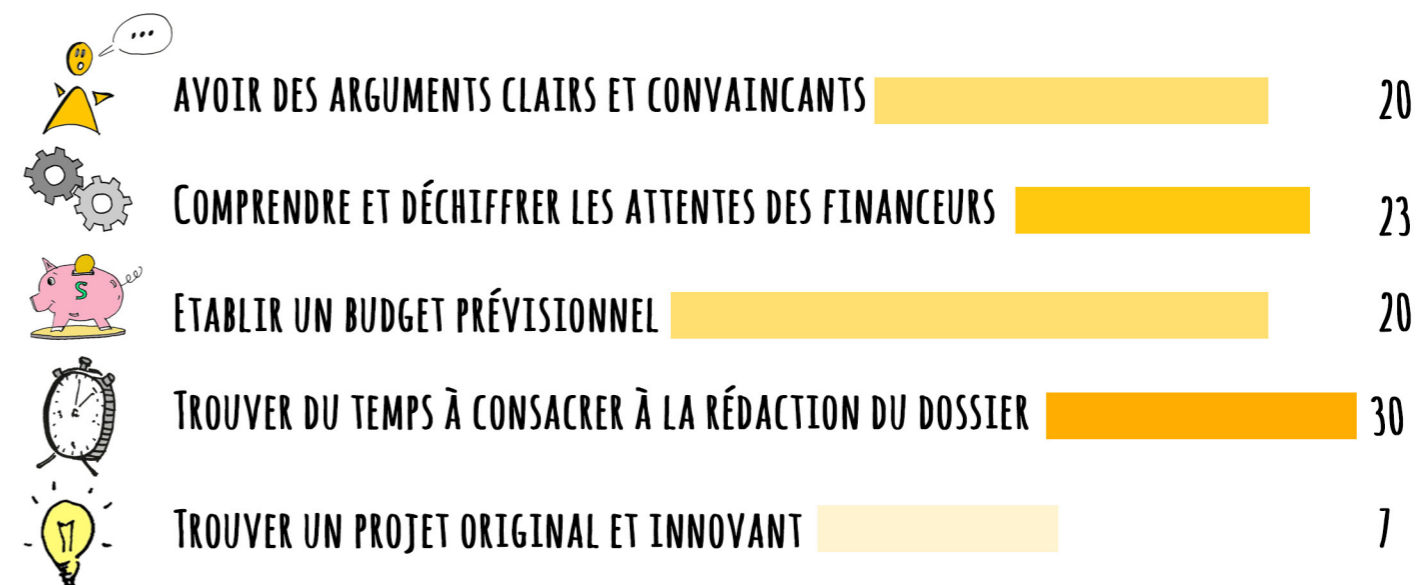 ...
AVOIR DES ARGUMENTS CLAIRS ET CONVAINCANTS 20
COMPRENDRE ET DÉCHIFFRER LES ATTENTES DES FINANCEURS 23
S
ETABLIR UN BUDGET PRÉVISIONNEL 20
TROUVER DU TEMPS À CONSACRER À LA RÉDACTION DU DOSSIER 30
TROUVER UN PROJET ORIGINAL ET INNOVANT 7